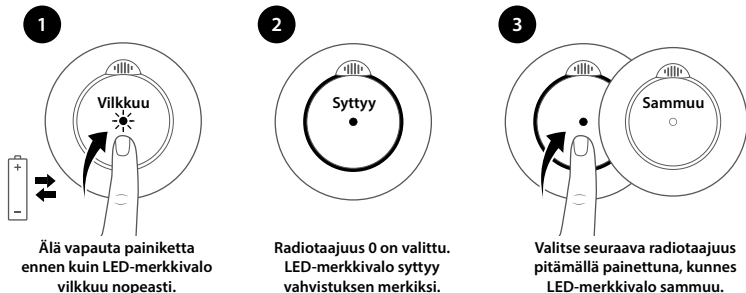 1
Vilkkuu
Älä vapauta painiketta
ennen kuin LED-merkkivalo
vilkkuu nopeasti.
2
Syttyy
Radiotaajuus 0 on valittu.
LED-merkkivalo syttyy
vahvistuksen merkiksi.
3
Sammuu
Valitse seuraava radiotaajuus
pitämällä painettuna, kunnes
LED-merkkivalo sammuu.